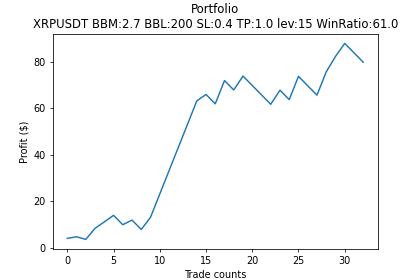 Portfolio
XRPUSDT BBM:2.7 BBL:200 SL:0.4 TP:1.0 lev:15 WinRatio:61.0
80
60
40
20
0
Profit ($)
0 5 10 15 20 25 30
Trade counts